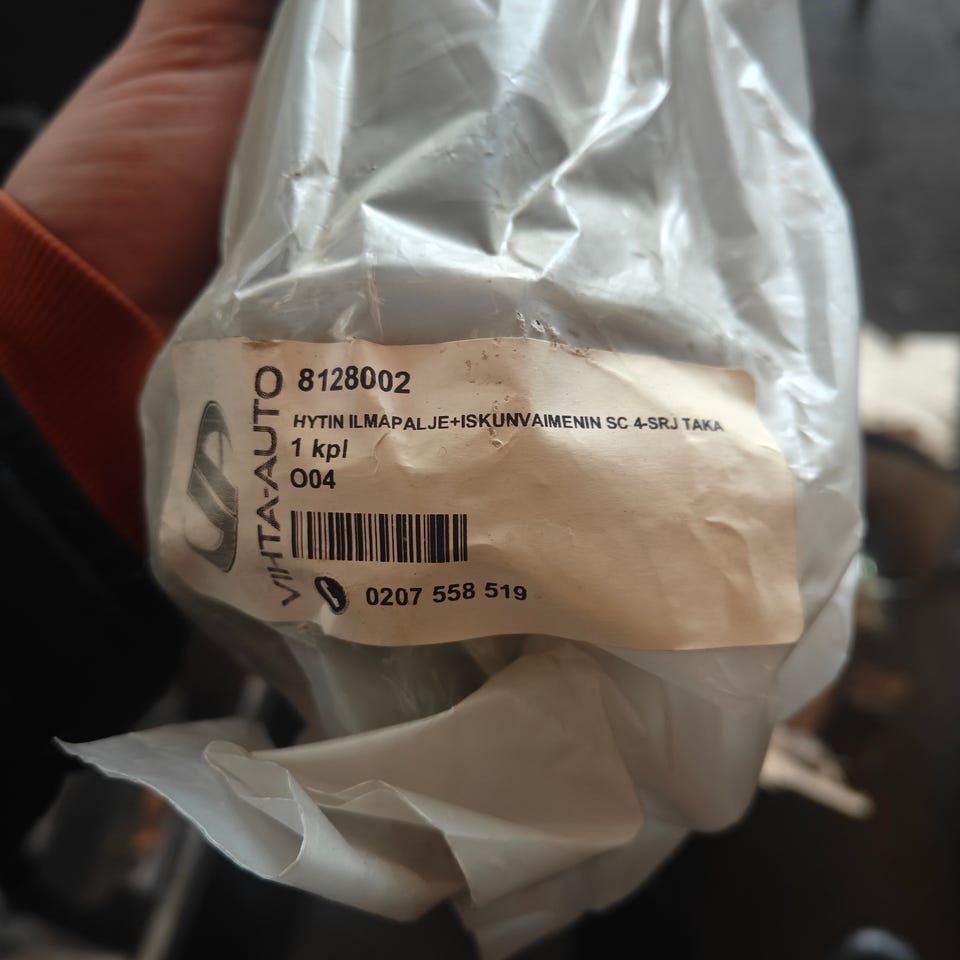 VIHTA-AUTO
8128002
HYTIN ILMAPALJE+ISKUNVAIMENIN SC 4-SRJ TAKA
1 kpl
O04
0207 558 519